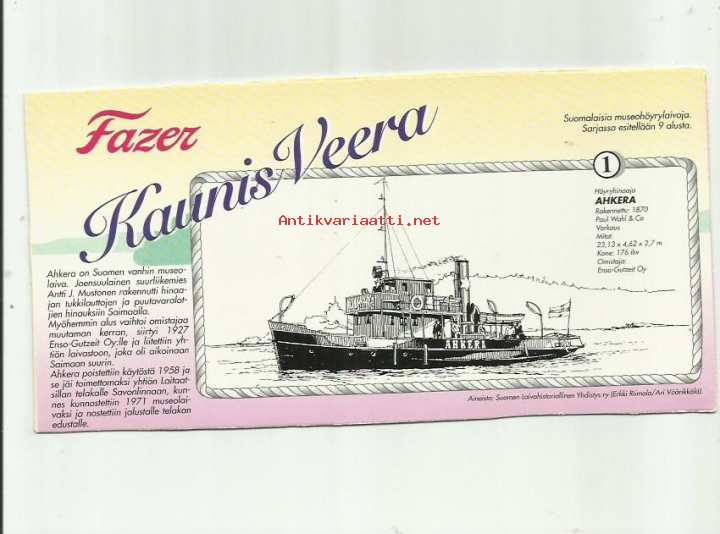 Fazer
Kaunis Veera
Suomalaisia museohöyrylaivoja.
Sarjassa esitellään 9 alusta.
1
Höyryhinaaja
AHKERA
Rakennettu: 1870
Paul Wahl & Co
Varkaus
Mitat:
23,13 x 4,62 x 2,7 m
Kone: 176 ihv
Omistaja:
Enso-Gutzeit Oy
Antikvariaatti.net
Ahkera on Suomen vanhin museo-
laiva. Joensuulainen suurliikemies
Antti J. Mustonen rakennutti hinaa-
jan tukkilauttojen ja puutavaralot-
jien hinauksiin Saimaalla.
Myöhemmin alus vaihtoi omistajaa
muutaman kerran, siirtyi 1927
Enso-Gutzeit Oy:lle ja liitettiin yh-
tiön laivastoon, joka oli aikoinaan
Saimaan suurin.
Ahkera poistettiin käytöstä 1958 ja
se jäi toimettomaksi yhtiön Laitaat-
sillan telakalle Savonlinnaan, kun-
nes kunnostettiin 1971 museolai-
vaksi ja nostettiin jalustalle telakan
edustalle.
AHKERA
Aineisto: Suomen Laivahistoriallinen Yhdistys ry (Erkki Riimala/Ari Väärikkälä).